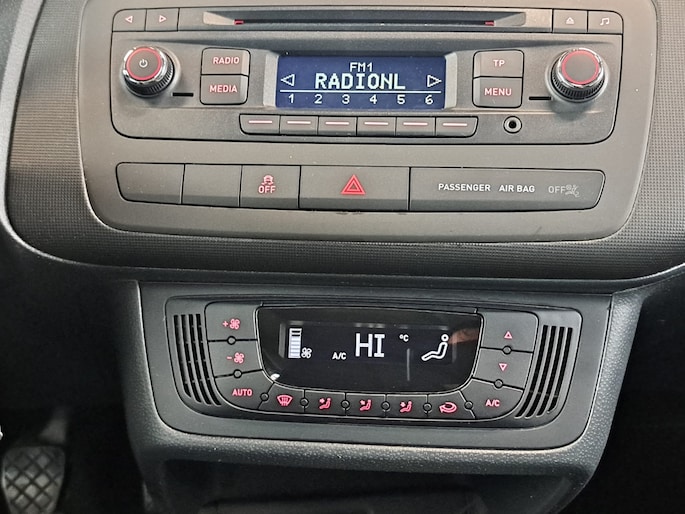 FM1
RADIO
RADIONL
TP
MEDIA
1 2 3 4 5 6
MENU
OFF
PASSENGER AIR BAG OFF
A/C HI °C
AUTO
A/C